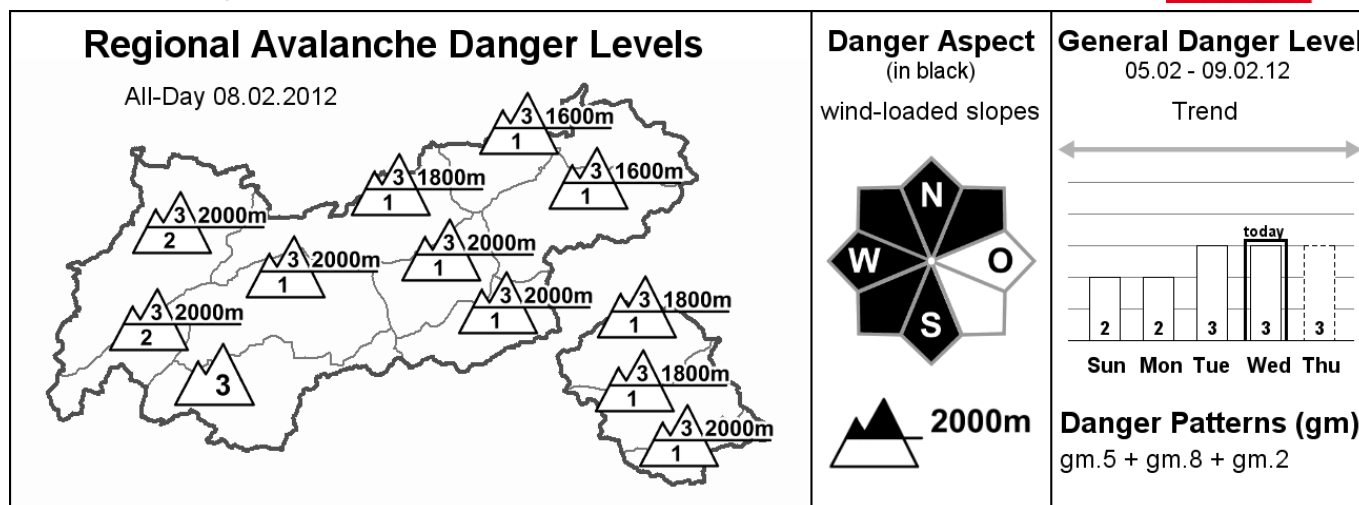 Regional Avalanche Danger Levels
All-Day 08.02.2012
3 1600m
1
3 1600m
1
3 1800m
1
3 2000m
2
3 2000m
1
3 2000m
1
3 2000m
1
3 2000m
2
3
3 1800m
1
3 1800m
1
3 2000m
1
Danger Aspect
(in black)
wind-loaded slopes
N
W O
S
2000m
General Danger Level
05.02 - 09.02.12
Trend
today
2 2 3 3 3
Sun Mon Tue Wed Thu
Danger Patterns (gm)
gm.5 + gm.8 + gm.2